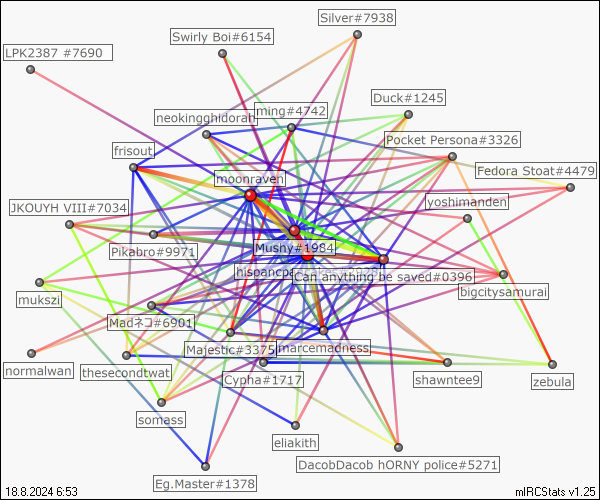 Silver#7938
Swirly Boi#6154
LPK2387 #7690
Duck#1245
ming#4742
neokingghidorah
Pocket Persona#3326
frisout
Fedora Stoat#4479
moonraven
yoshimanden
JKOUYH VIII#7034
Mushy#1984
Pikabro#9971
Can anything be saved#0396
bigcitysamurai
mukszi
Madネコ#6901
Majestic#3375
marcemadness
normalwan
thesecondtwat
Cypha#1717
shawntee9
zebula
somass
eliakith
DacobDacob hORNY police#5271
Eg.Master#1378
18.8.2024 6:53
mIRCStats v1.25